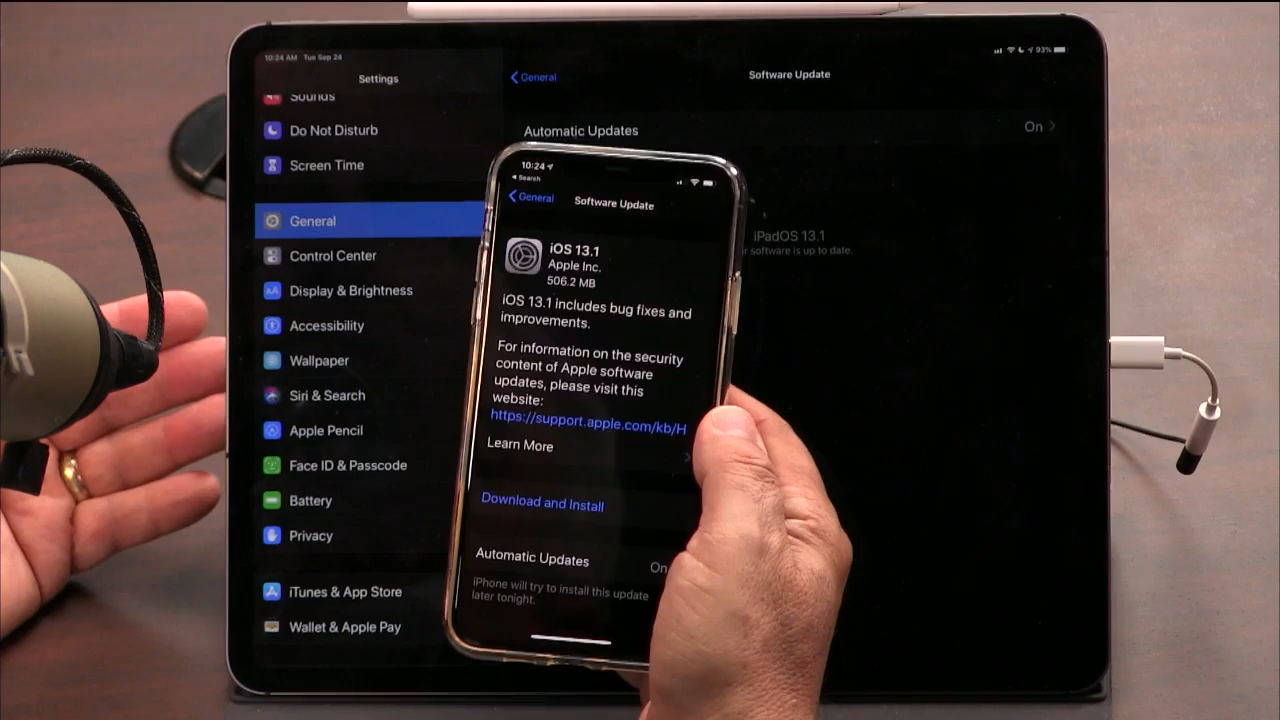 10:24 AM Tue Sep 24
93%
Settings
Sounds
Do Not Disturb
Screen Time
General
Control Center
Display & Brightness
AA
Accessibility
Wallpaper
Siri & Search
Apple Pencil
Face ID & Passcode
Battery
Privacy
iTunes & App Store
Wallet & Apple Pay
General
Software Update
Automatic Updates
On
iPadOS 13.1
r software is up to date.
10:24
Search
General
Software Update
iOS 13.1
Apple Inc.
506.2 MB
iOS 13.1 includes bug fixes and
improvements.
For information on the security
content of Apple software
updates, please visit this
website:
https://support.apple.com/kb/H
Learn More
Download and Install
Automatic Updates
On
iPhone will try to install this update
later tonight.